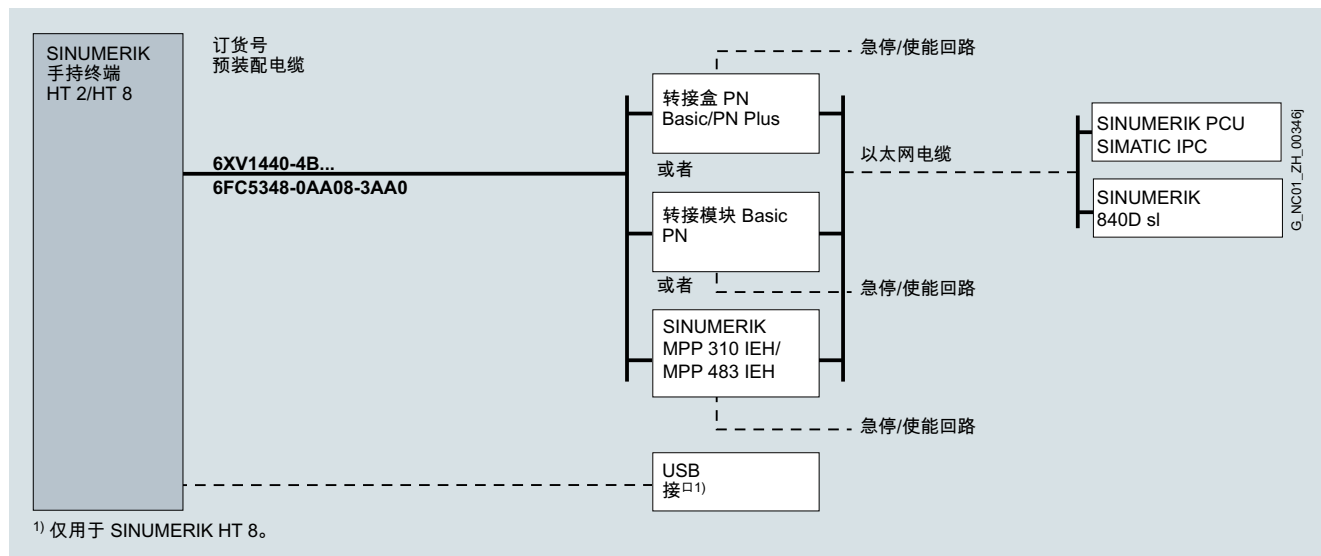 SINUMERIK
手持终端
HT 2/HT 8
订货号
预装配电缆
6XV1440-4B...
6FC5348-0AA08-3AA0
急停/使能回路
转接盒 PN
Basic/PN Plus
或者
转接模块 Basic
PN
或者
急停/使能回路
SINUMERIK
MPP 310 IEH/
MPP 483 IEH
急停/使能回路
USB
接口1)
以太网电缆
SINUMERIK PCU
SIMATIC IPC
SINUMERIK
840D sl
G_NC01_ZH_00346j
1) 仅用于 SINUMERIK HT 8。